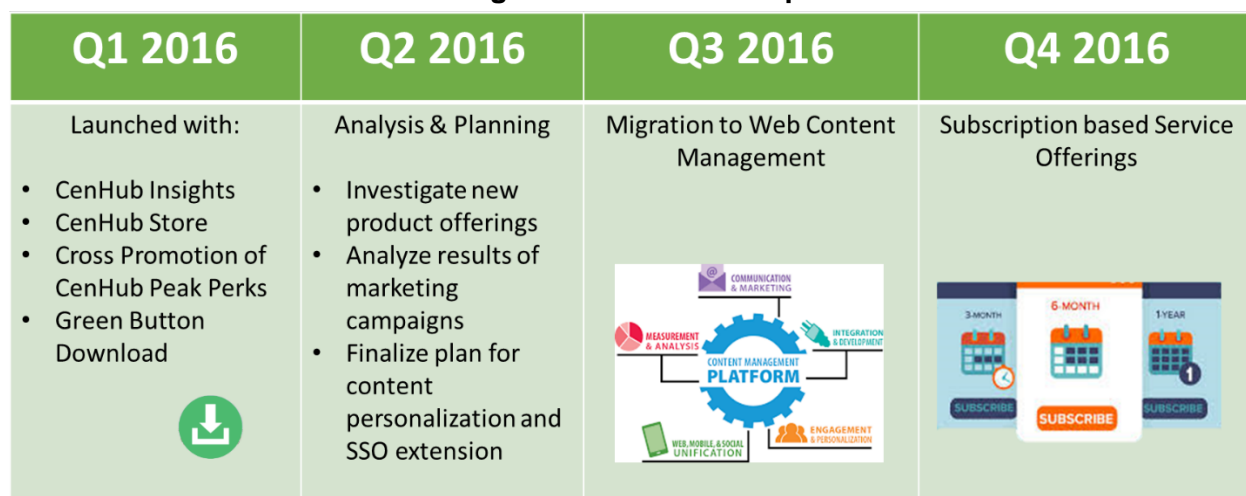 Q1 2016
Q2 2016
Q3 2016
Q4 2016
Launched with:
• CenHub Insights
• CenHub Store
• Cross Promotion of
CenHub Peak Perks
• Green Button
Download
Analysis & Planning
• Investigate new
product offerings
• Analyze results of
marketing
campaigns
• Finalize plan for
content
personalization and
SSO extension
Migration to Web Content
Management
@
COMMUNICATION
& MARKETING
MEASUREMENT
& ANALYSIS
INTEGRATION
& DEVELOPMENT
CONTENT MANAGEMENT
PLATFORM
WEB, MOBILE, & SOCIAL
UNIFICATION
ENGAGEMENT
& PERSONALIZATION
Subscription based Service
Offerings
3-MONTH
6-MONTH
1-YEAR
1
SUBSCRIBE
SUBSCRIBE
SUBSCRIBE